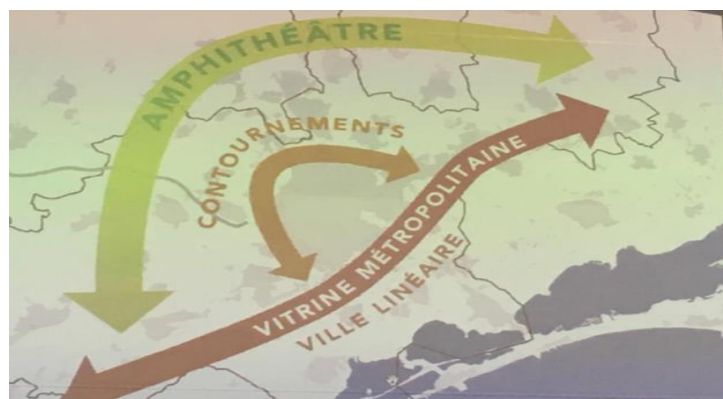 AMPHITHÉÂTRE
CONTOURNEMENTS
VITRINE MÉTROPOLITAINE
VILLE LINÉAIRE